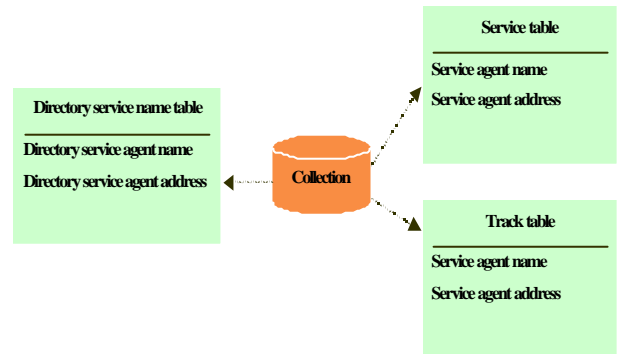 Service table
Service agent name
Service agent address
Directory service name table
Directory service agent name
Directory service agent address
Collection
Track table
Service agent name
Service agent address